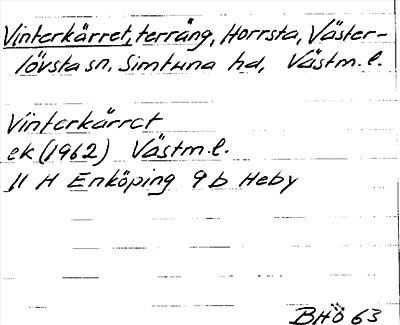 Vinterkärret, terräng, Horrsta, Väster-
lövsta sn, Simtuna hd, Västm.l.
Vinterkärret
ek (1962) Västm.l.
11 H Enköping 9 b Heby
BHÖ 63